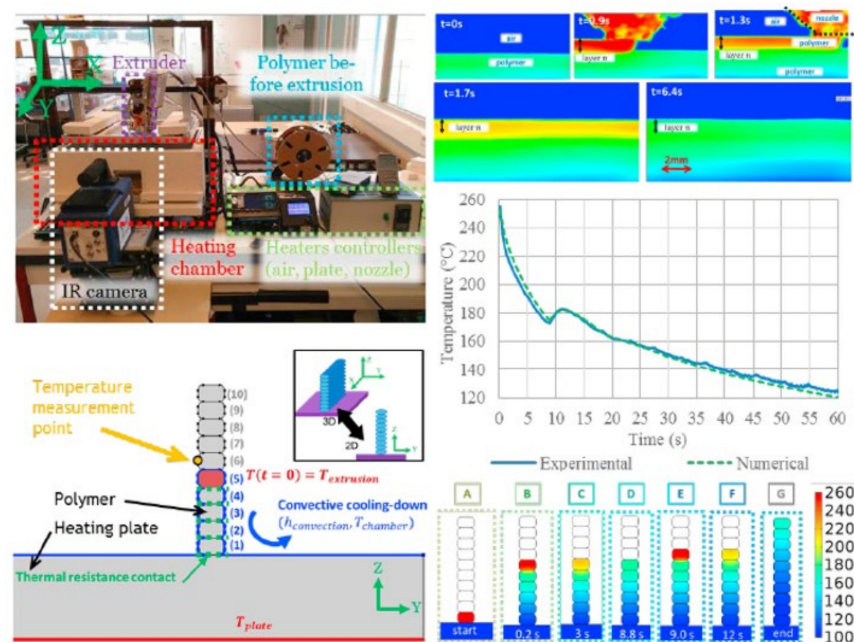 Z
X
Y
Extruder
Polymer be-
fore extrusion
Heating
chamber
Heaters controllers
(air, plate, nozzle)
IR camera
t=0s
air
polymer
t=0.9s
layer n
t=1.3s
air
nozzle
polymer
layer n
polymer
t=1.7s
layer n
t=6.4s
layer n
2mm
Temperature (°C)
260
240
220
200
180
160
140
120
0 5 10 15 20 25 30 35 40 45 50 55 60
Time (s)
Experimental
Numerical
Temperature
measurement
point
(10)
(9)
(8)
(7)
(6)
(5)
(4)
(3)
(2)
(1)
3D
2D
T(t = 0) = Textrusion
Polymer
Heating plate
Convective cooling-down
(hconvection, Tchamber)
Thermal resistance contact
Z
Y
Tplate
A B C D E F G
start 0.2 s 3 s 8.8 s 9.0 s 12 s end
260
240
220
200
180
160
140
120
100